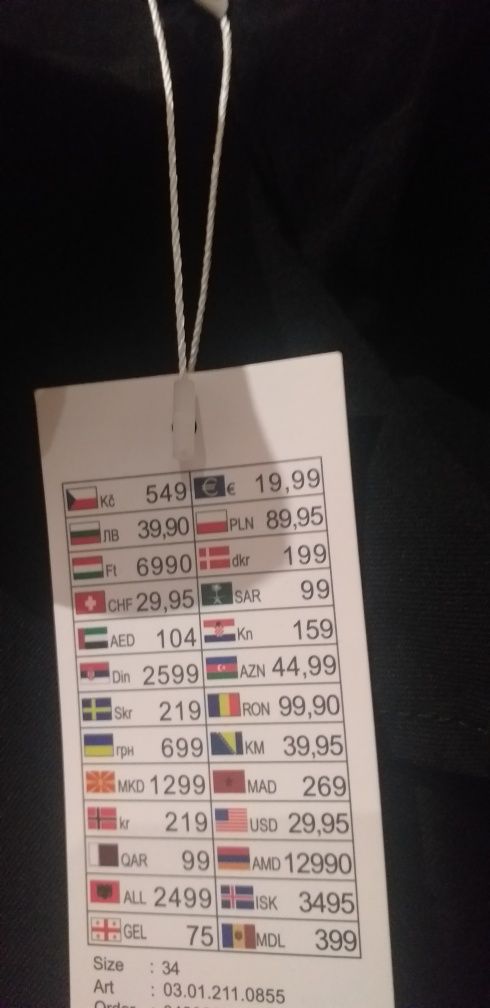 Kč 549 € 19,99
ЛВ 39,90 PLN 89,95
Ft 6990 dkr 199
CHF 29,95 SAR 99
AED 104 Kn 159
Din 2599 AZN 44,99
Skr 219 RON 99,90
грн 699 KM 39,95
MKD 1299 MAD 269
kr 219 USD 29,95
QAR 99 AMD 12990
ALL 2499 ISK 3495
GEL 75 MDL 399
Size : 34
Art : 03.01.211.0855